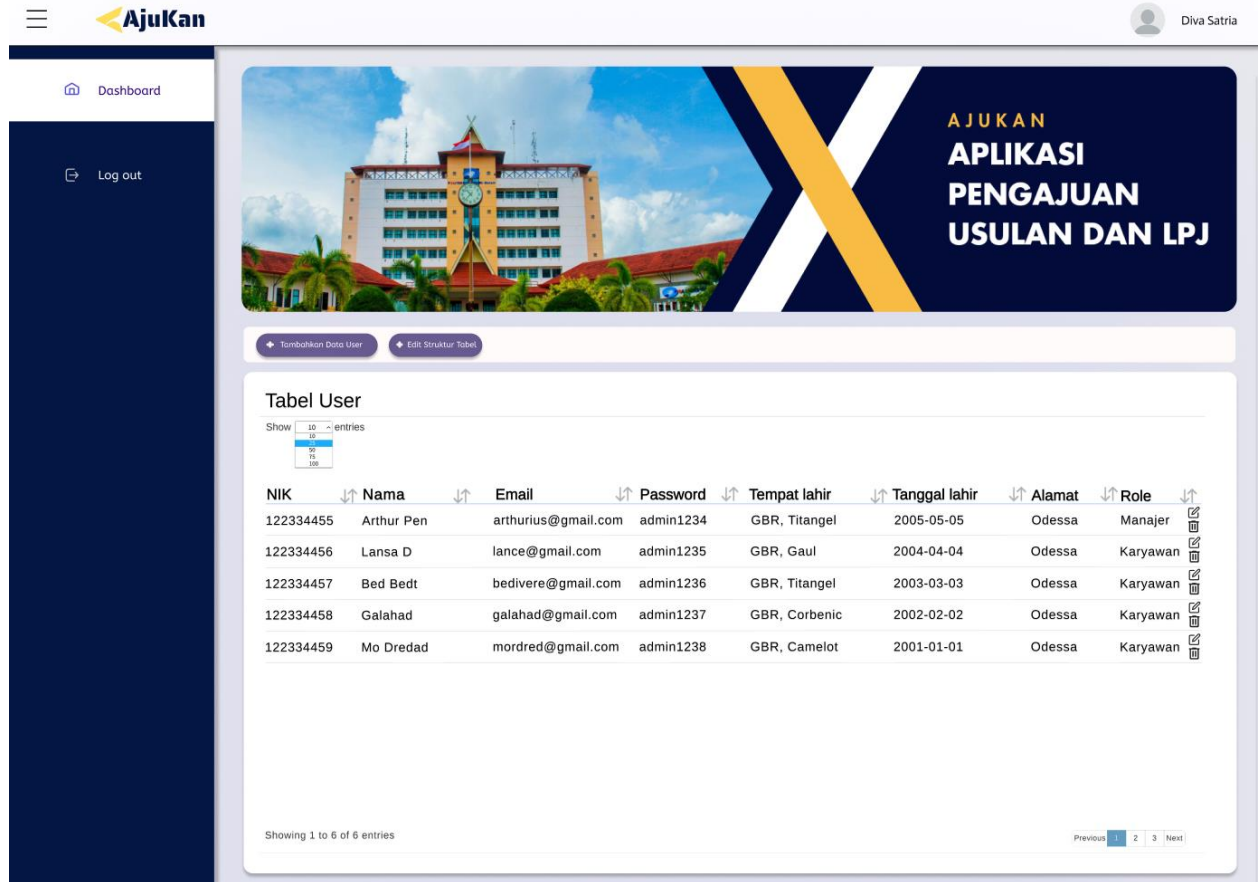 AjuKan
Diva Satria
Dashboard
Log out
AJUKAN
APLIKASI
PENGAJUAN
USULAN DAN LPJ
Tambahkan Data User
Edit Struktur Tabel
Tabel User
Show 10 entries
10
25
50
75
100
NIK Nama Email Password Tempat lahir Tanggal lahir Alamat Role
122334455 Arthur Pen arthurius@gmail.com admin1234 GBR, Titangel 2005-05-05 Odessa Manajer
122334456 Lansa D lance@gmail.com admin1235 GBR, Gaul 2004-04-04 Odessa Karyawan
122334457 Bed Bedt bedivere@gmail.com admin1236 GBR, Titangel 2003-03-03 Odessa Karyawan
122334458 Galahad galahad@gmail.com admin1237 GBR, Corbenic 2002-02-02 Odessa Karyawan
122334459 Mo Dredad mordred@gmail.com admin1238 GBR, Camelot 2001-01-01 Odessa Karyawan
Showing 1 to 6 of 6 entries
Previous 1 2 3 Next